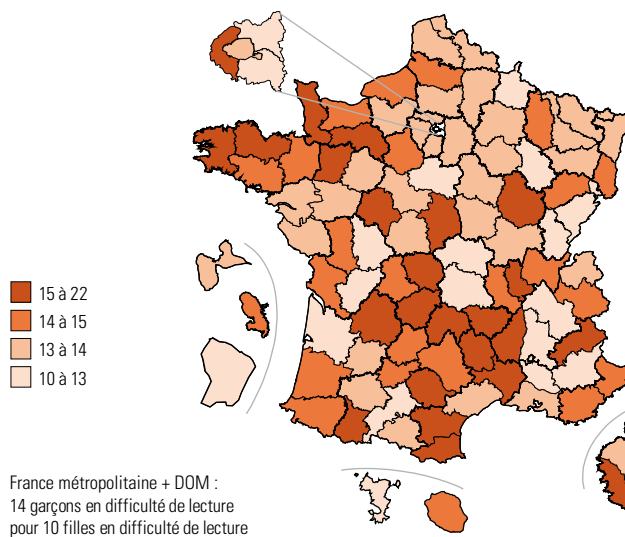 15 à 22
14 à 15
13 à 14
10 à 13
France métropolitaine + DOM :
14 garçons en difficulté de lecture
pour 10 filles en difficulté de lecture